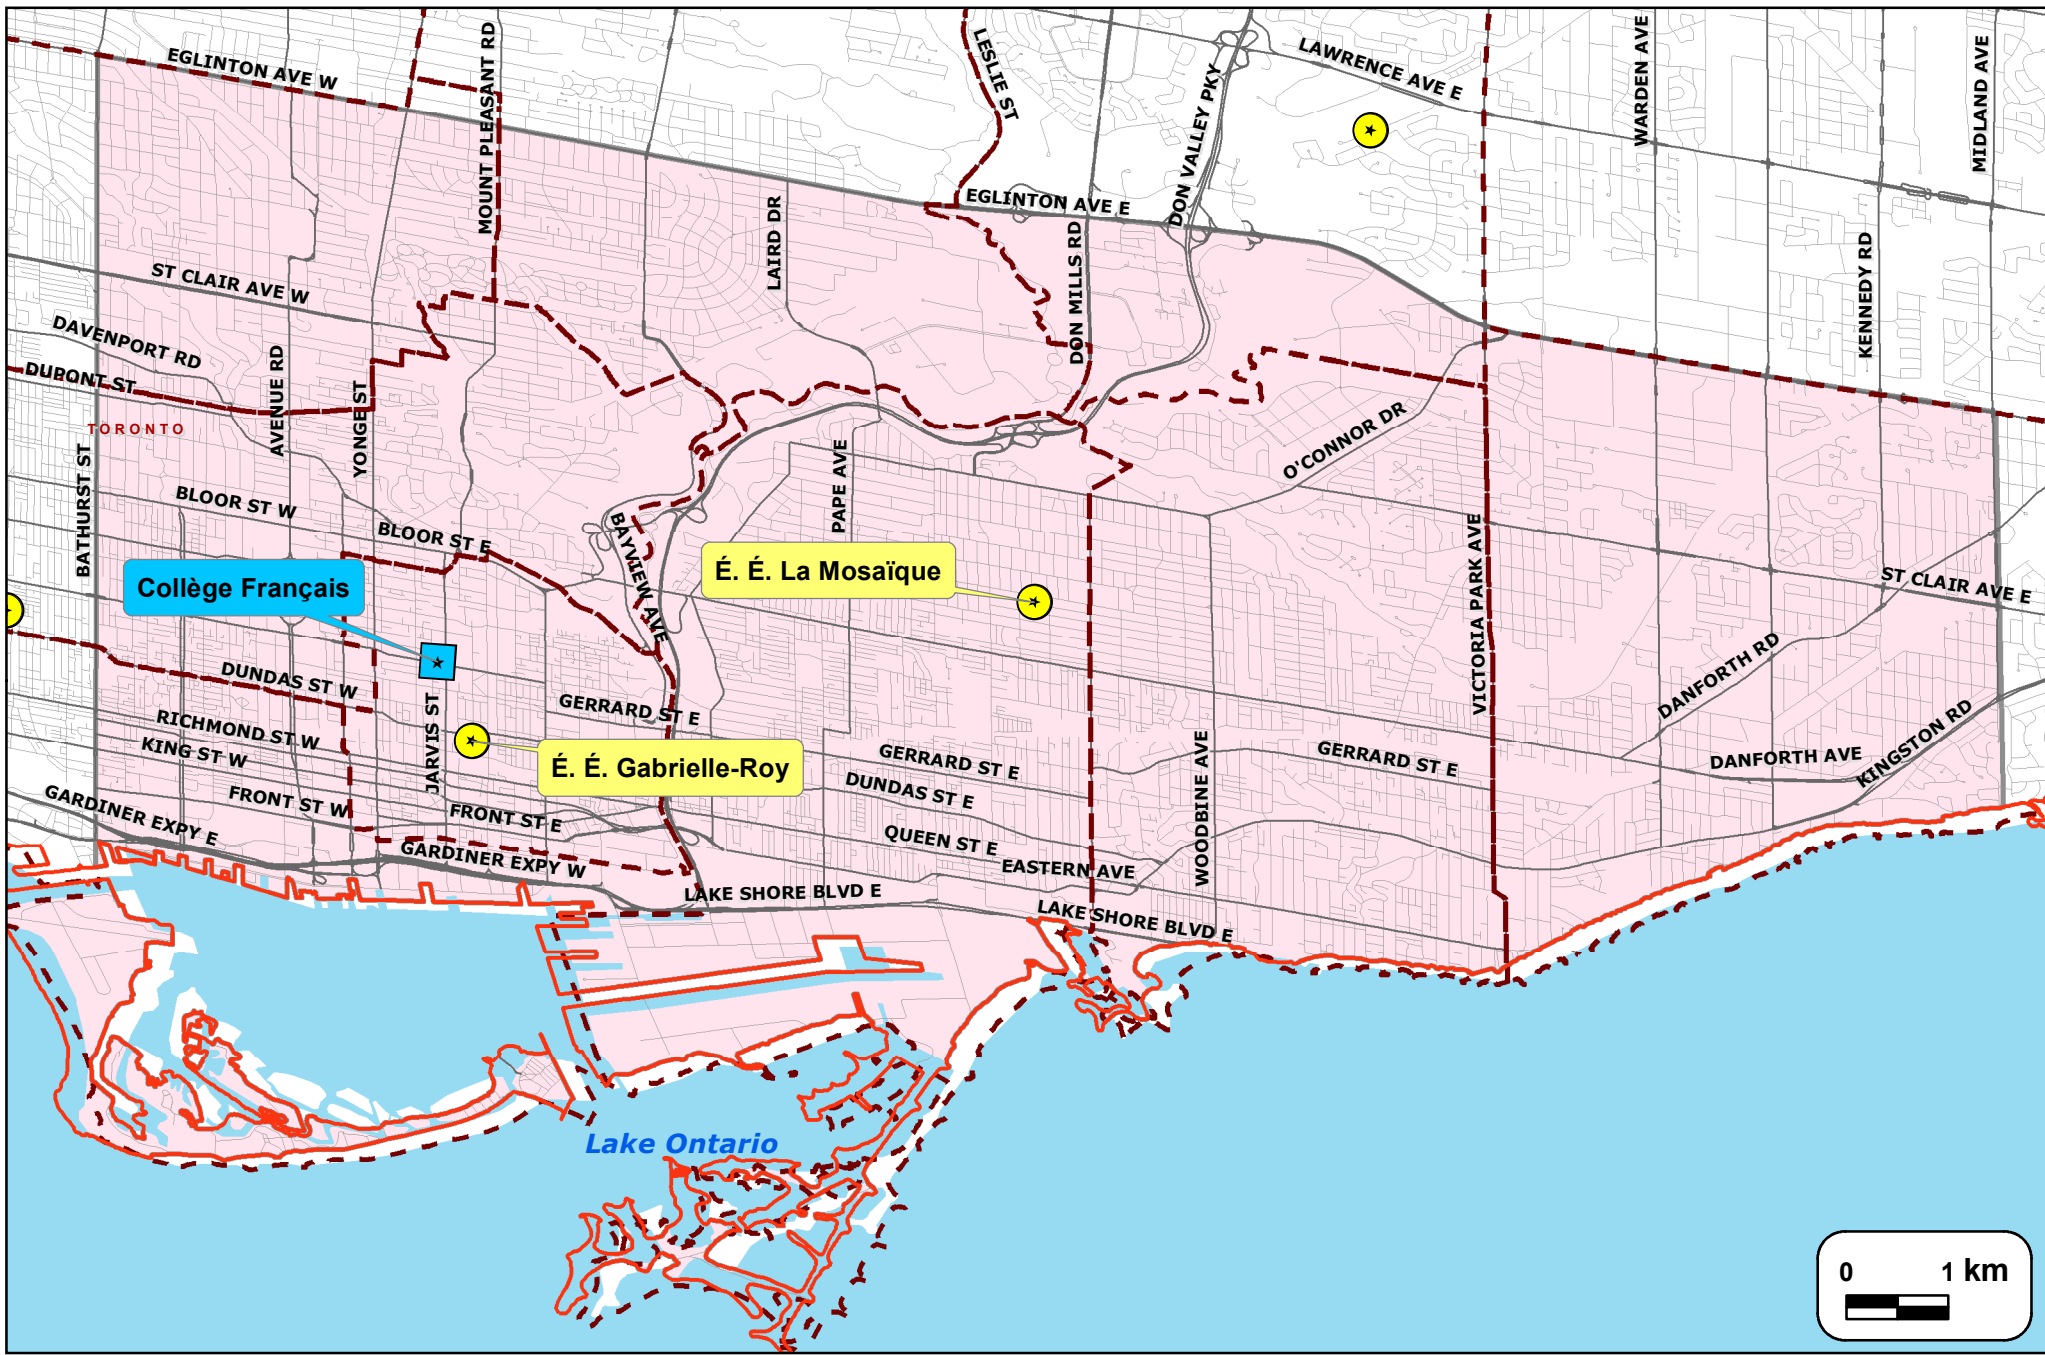 EGLINTON AVE W
MOUNT PLEASANT RD
LESLIE ST
LAWRENCE AVE E
WARDEN AVE
MIDLAND AVE
DON VALLEY PKY
EGLINTON AVE E
LAIRD DR
DON MILLS RD
KENNEDY RD
ST CLAIR AVE W
DAVENPORT RD
DUPONT ST
AVENUE RD
YONGE ST
TORONTO
BATHURST ST
BLOOR ST W
BLOOR ST E
BAYVIEW AVE
PAPE AVE
O'CONNOR DR
VICTORIA PARK AVE
ST CLAIR AVE E
Collège Français
É. É. La Mosaïque
DUNDAS ST W
RICHMOND ST W
KING ST W
FRONT ST W
GARDINER EXPY E
JARVIS ST
GERRARD ST E
É. É. Gabrielle-Roy
FRONT ST E
GARDINER EXPY W
GERRARD ST E
DUNDAS ST E
QUEEN ST E
EASTERN AVE
WOODBINE AVE
GERRARD ST E
DANFORTH RD
DANFORTH AVE
KINGSTON RD
LAKE SHORE BLVD E
LAKE SHORE BLVD E
Lake Ontario
0 1 km